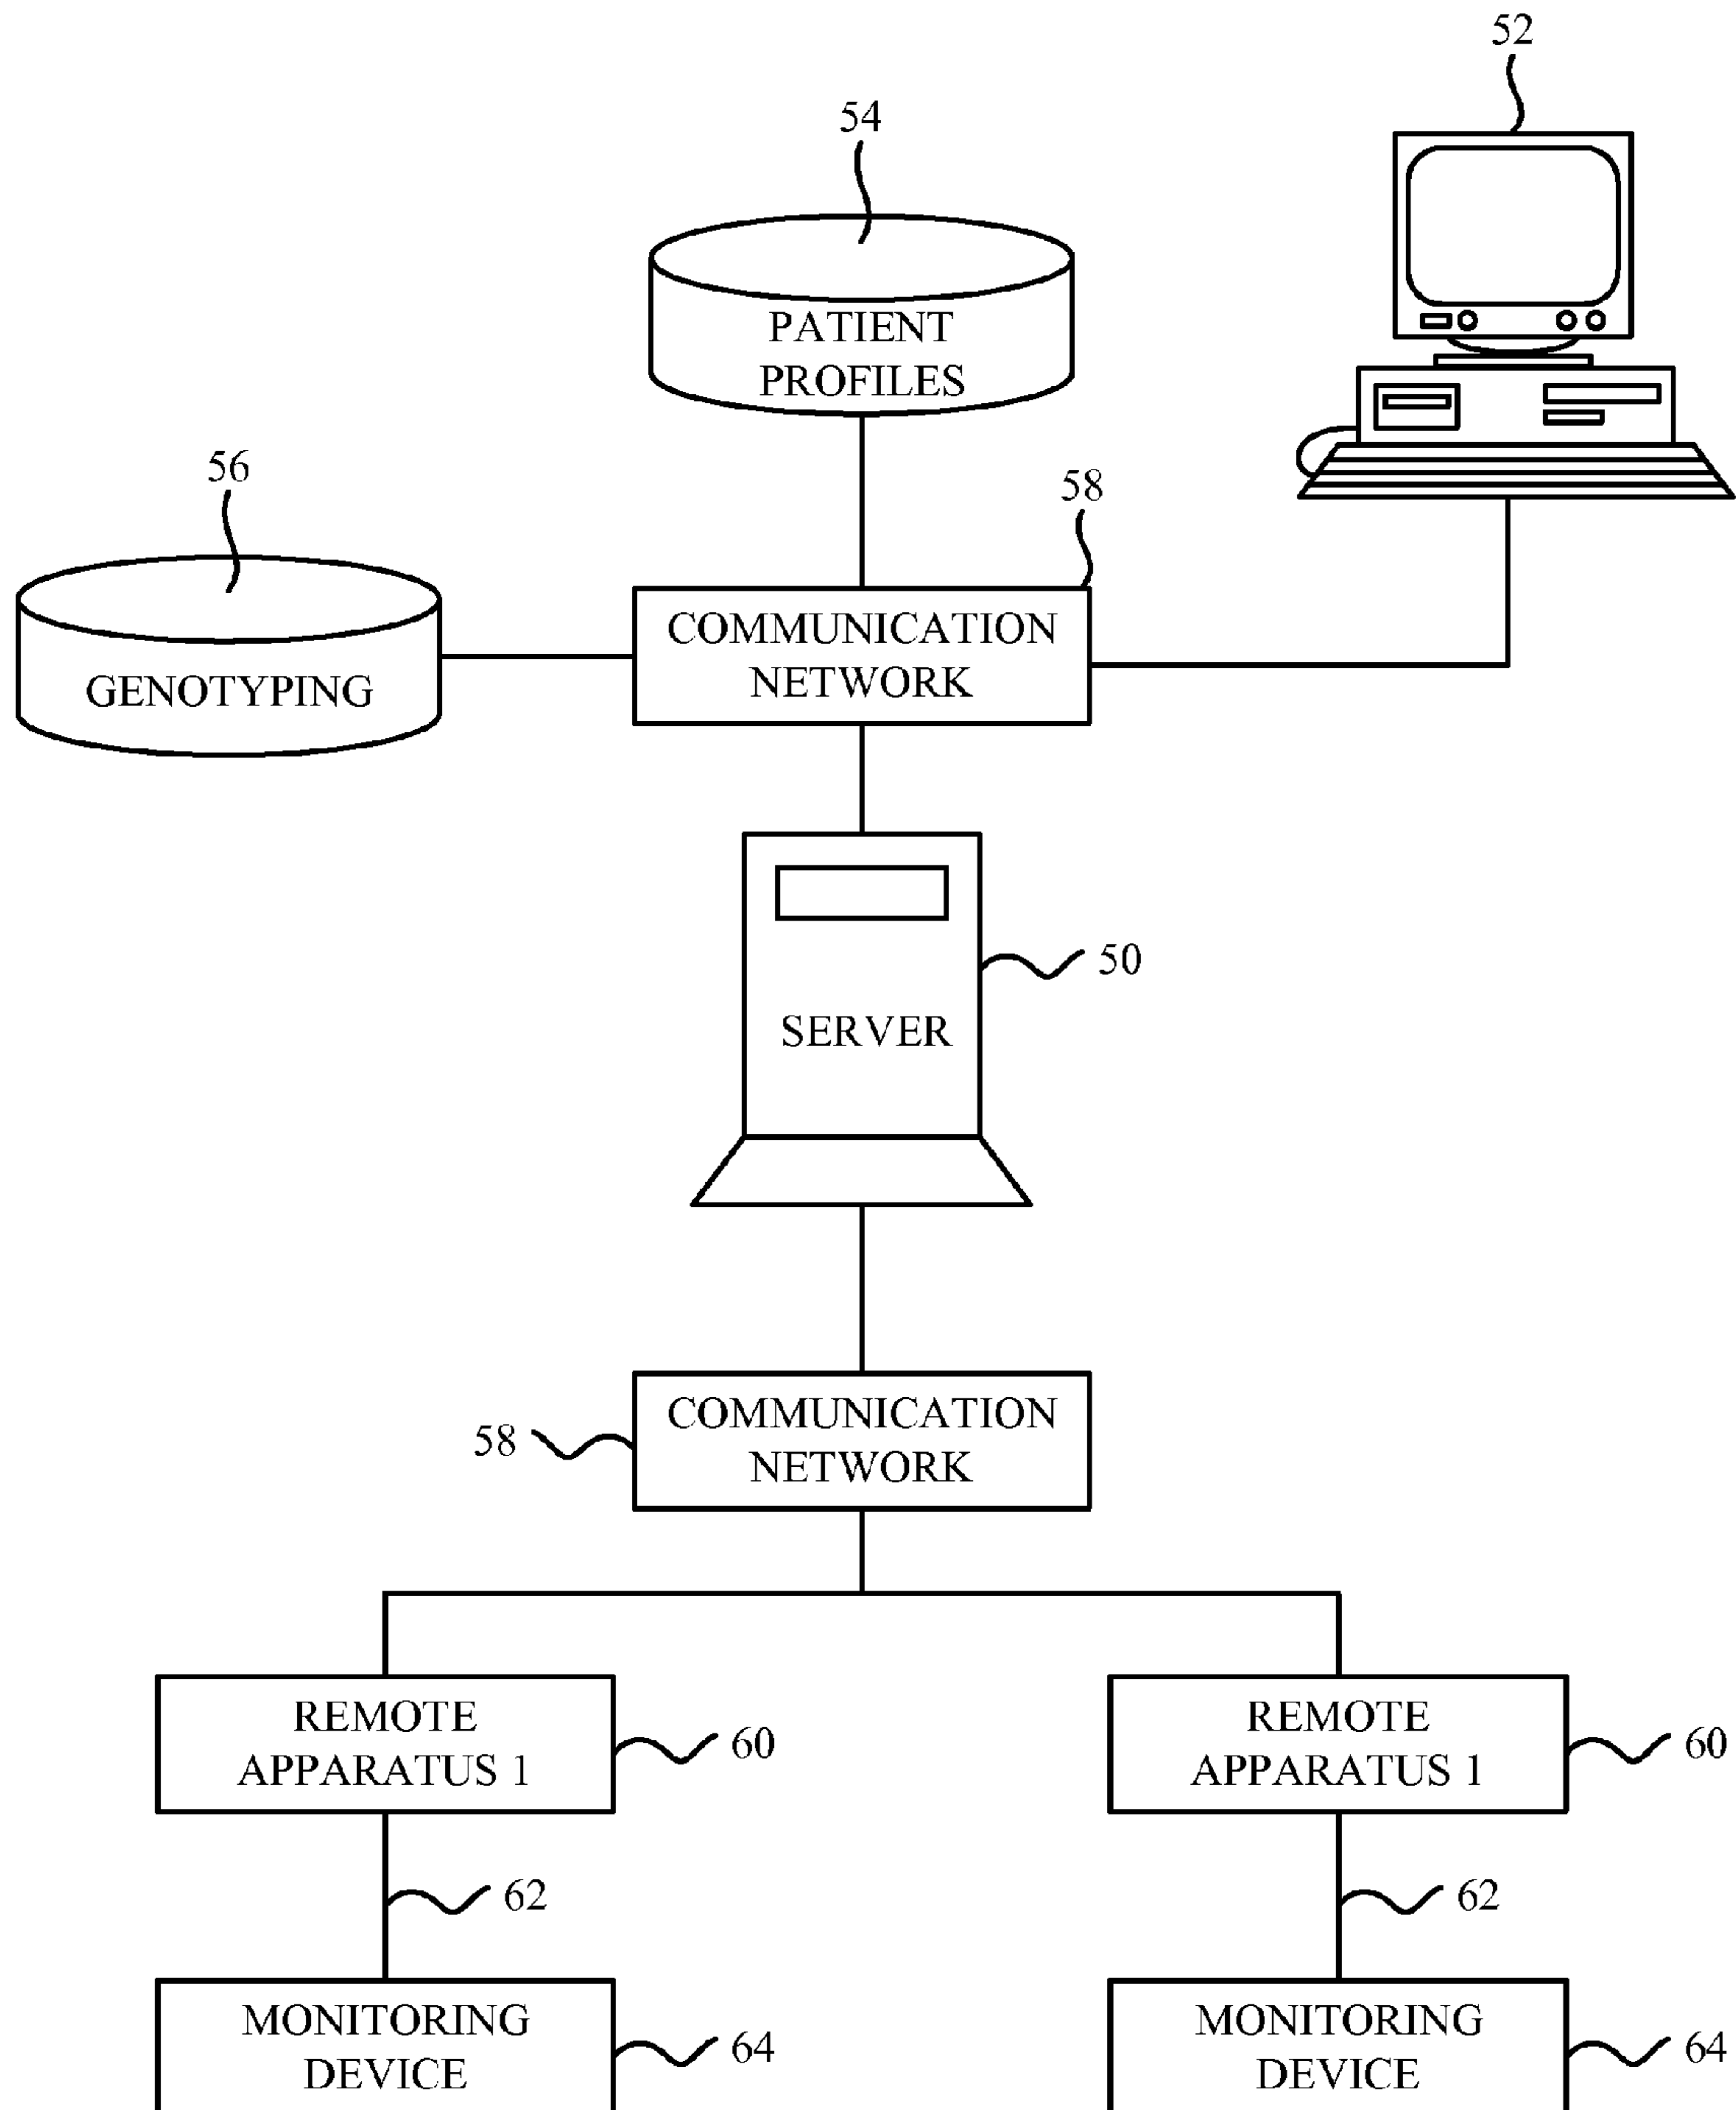 52
54
PATIENT
PROFILES
56
58
GENOTYPING
COMMUNICATION
NETWORK
50
SERVER
58
COMMUNICATION
NETWORK
REMOTE
APPARATUS 1
60
REMOTE
APPARATUS 1
60
62
62
MONITORING
DEVICE
64
MONITORING
DEVICE
64